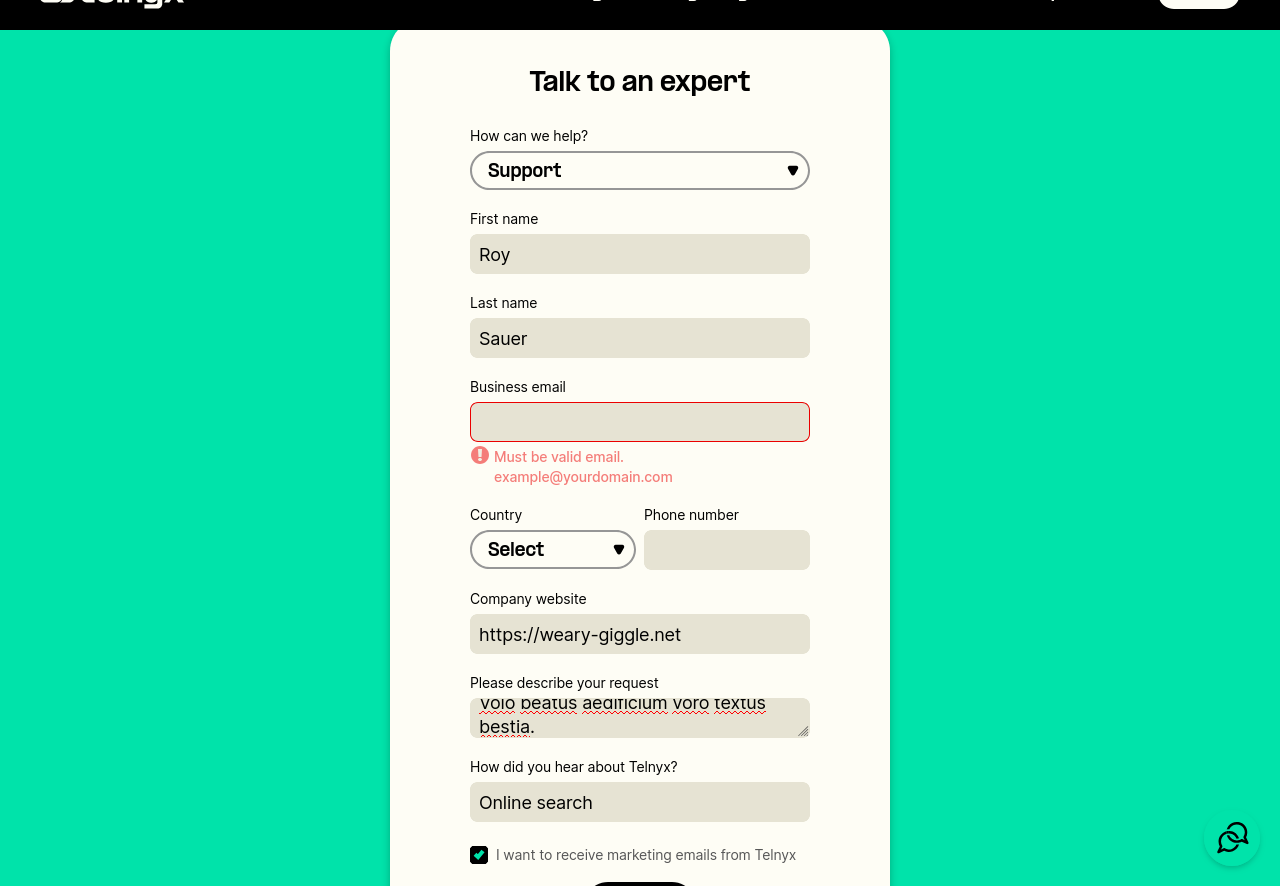 Talk to an expert
How can we help?
Support
First name
Roy
Last name
Sauer
Business email
Must be valid email.
example@yourdomain.com
Country
Phone number
Select
Company website
https://weary-giggle.net
Please describe your request
Volo beatus aedificium voro textus
bestia.
How did you hear about Telnyx?
Online search
I want to receive marketing emails from Telnyx